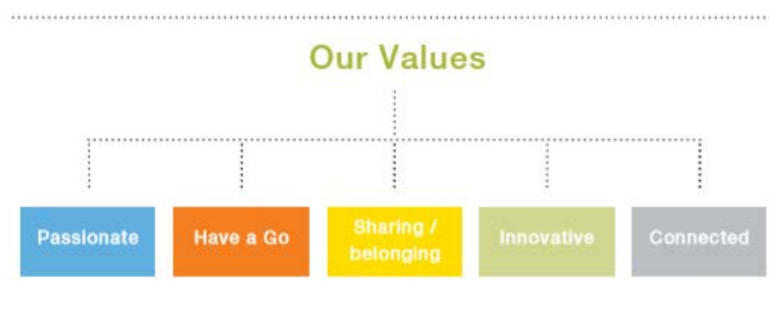 Our Values
Passionate
Have a Go
Sharing /
belonging
Innovative
Connected